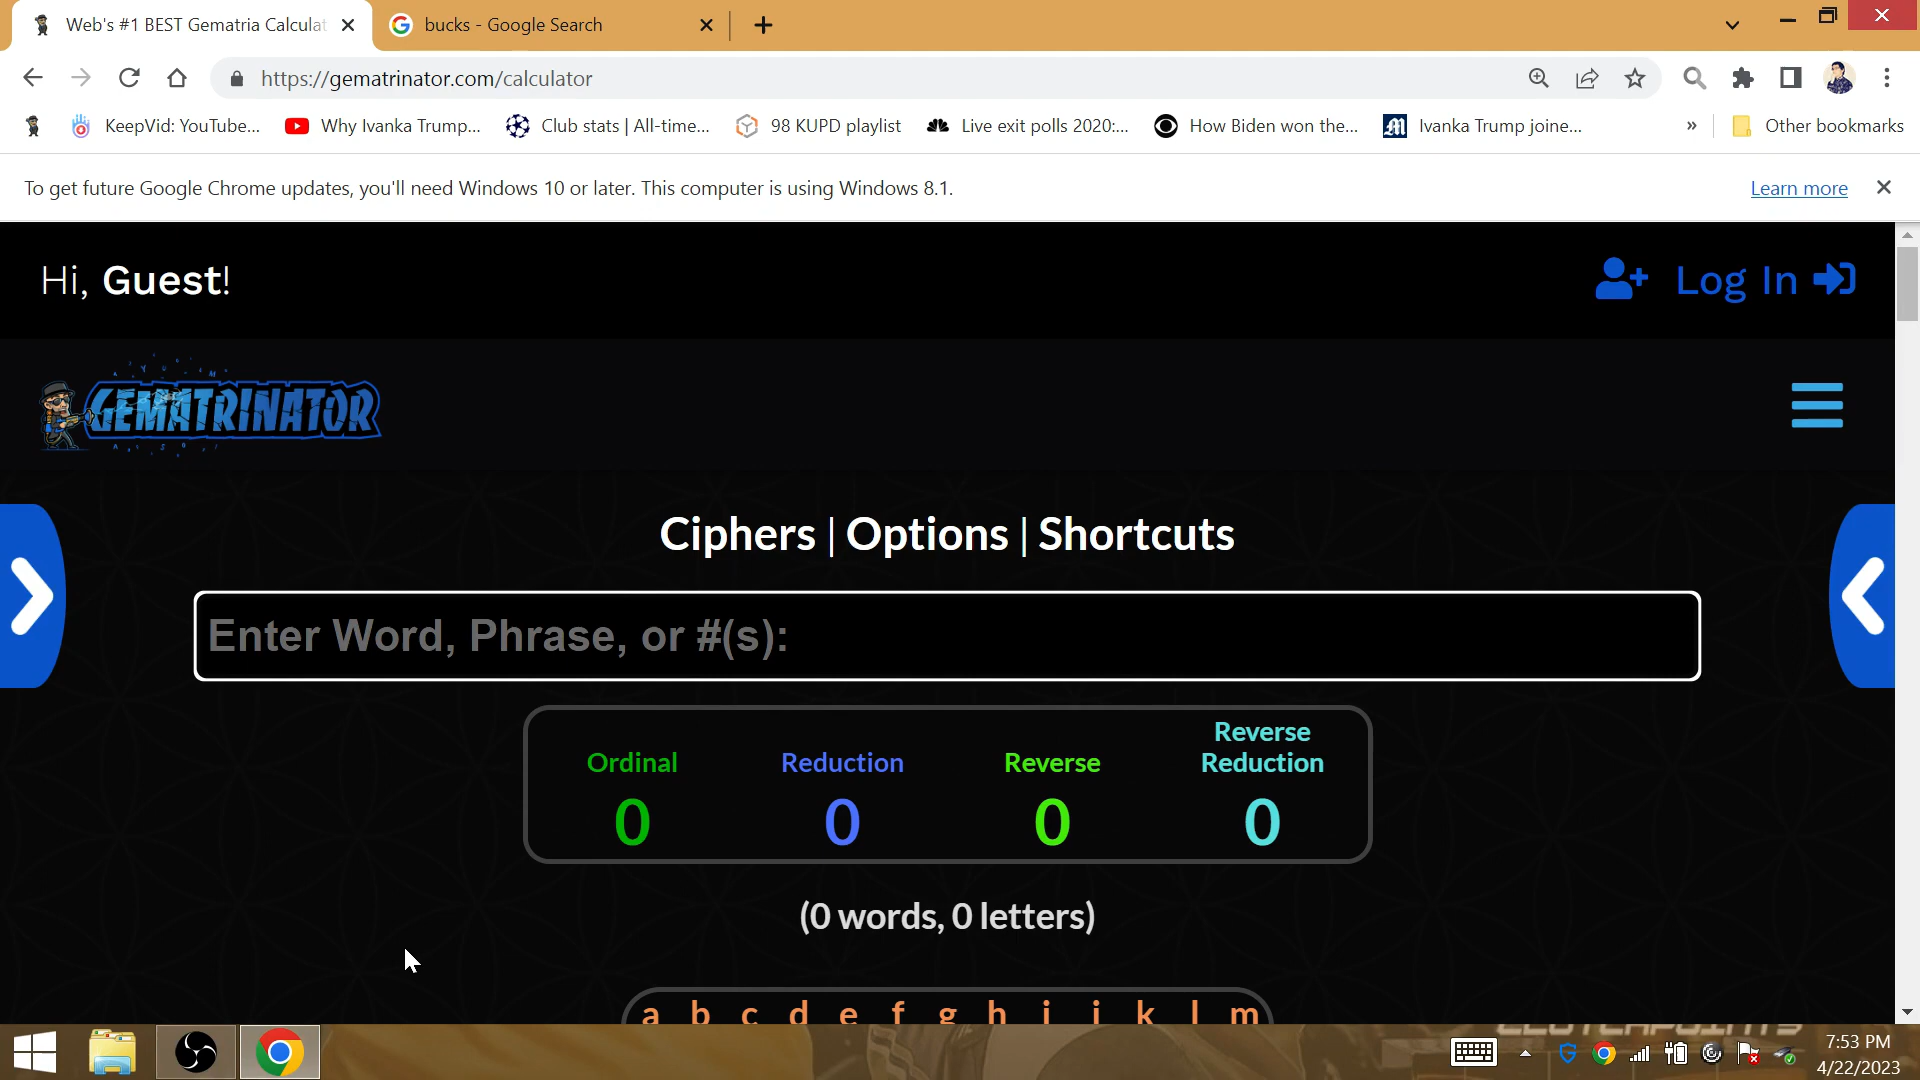 Web's #1 BEST Gematria Calculat
bucks - Google Search
https://gematrinator.com/calculator
KeepVid: YouTube...
Why Ivanka Trump...
Club stats | All-time...
98 KUPD playlist
Live exit polls 2020:...
How Biden won the...
Ivanka Trump joine...
»
Other bookmarks
To get future Google Chrome updates, you'll need Windows 10 or later. This computer is using Windows 8.1.
Learn more
Hi, Guest!
Log In
GEMATRINATOR
Ciphers | Options | Shortcuts
Enter Word, Phrase, or #(s):
Ordinal
Reduction
Reverse
Reverse Reduction
0
0
0
0
(0 words, 0 letters)
a b c d e f g h i j k l m
CLUTCHPOINTS
7:53 PM
4/22/2023